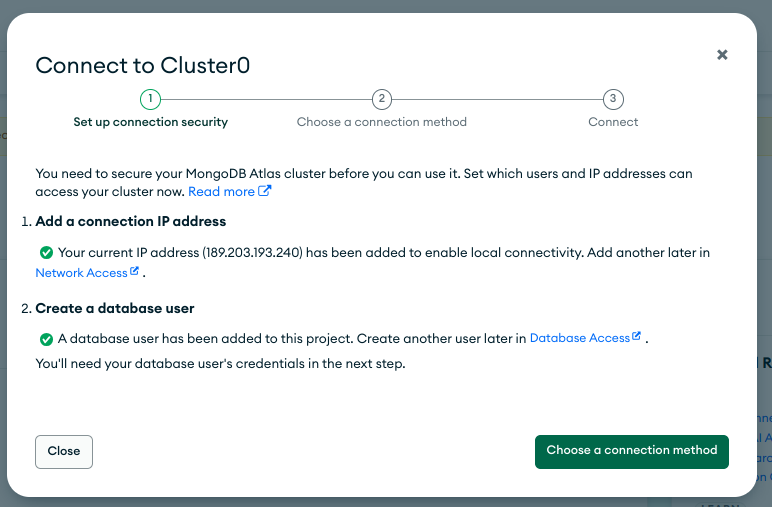 Connect to Cluster0
1
2
3
Set up connection security
Choose a connection method
Connect
You need to secure your MongoDB Atlas cluster before you can use it. Set which users and IP addresses can
access your cluster now. Read more
1. Add a connection IP address
Your current IP address (189.203.193.240) has been added to enable local connectivity. Add another later in
Network Access .
2. Create a database user
A database user has been added to this project. Create another user later in Database Access .
You'll need your database user's credentials in the next step.
Close
Choose a connection method